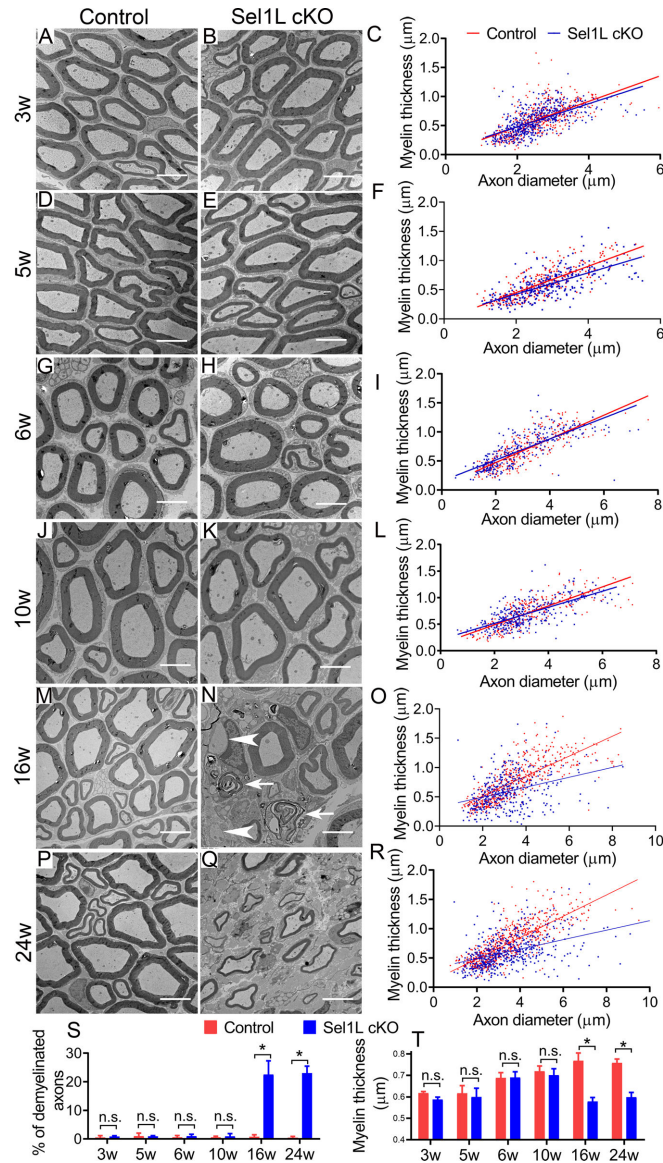 Control Sel1L cKO
A B C
Control Sel1L cKO
3w
Myelin thickness (μm)
2.0
1.5
1.0
0.5
0.0
0 2 4 6
Axon diameter (μm)
D E F
5w
Myelin thickness (μm)
2.0
1.5
1.0
0.5
0.0
0 2 4 6
Axon diameter (μm)
G H I
6w
Myelin thickness (μm)
2.0
1.5
1.0
0.5
0.0
0 2 4 6 8
Axon diameter (μm)
J K L
10w
Myelin thickness (μm)
2.0
1.5
1.0
0.5
0.0
0 2 4 6 8
Axon diameter (μm)
M N O
16w
Myelin thickness (μm)
2.0
1.5
1.0
0.5
0.0
0 2 4 6 8 10
Axon diameter (μm)
P Q R
24w
Myelin thickness (μm)
2.0
1.5
1.0
0.5
0.0
0 2 4 6 8 10
Axon diameter (μm)
S Control Sel1L cKO
% of demyelinated
axons
30
20
10
0
n.s. n.s. n.s. n.s. * *
3w 5w 6w 10w 16w 24w
T
Myelin thickness
(μm)
0.8
0.7
0.6
0.5
0.4
n.s. n.s. n.s. n.s. * *
3w 5w 6w 10w 16w 24w